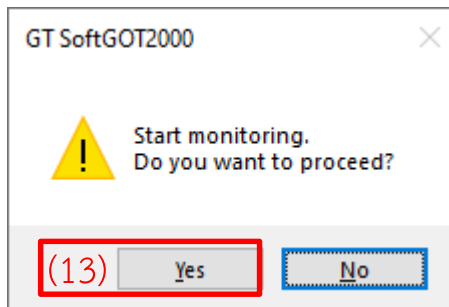 GT SoftGOT2000
Start monitoring.
Do you want to proceed?
(13) Yes No